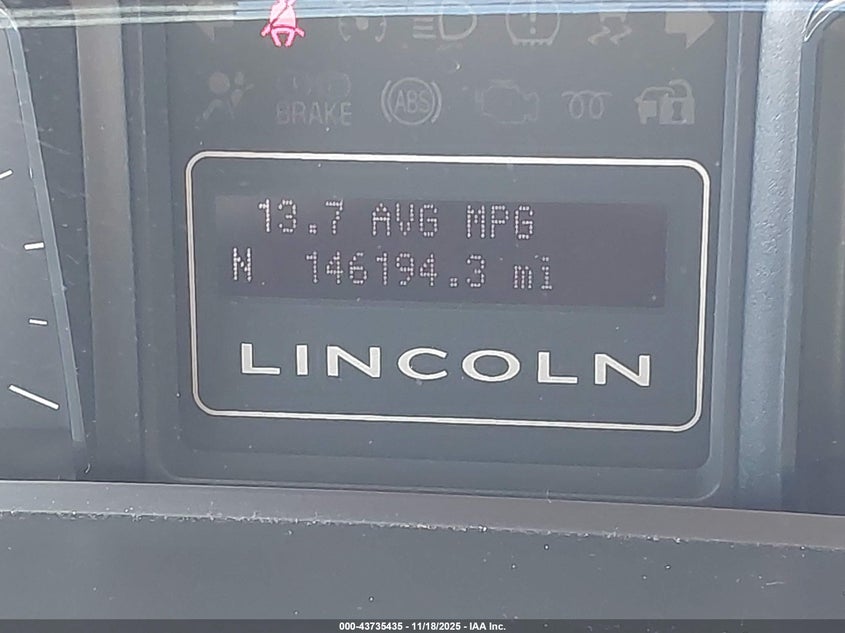 BRAKE
ABS
13.7 AVG MPG
N 146194.3 mi
LINCOLN
000-43735435 - 11/18/2025 - IAA Inc.